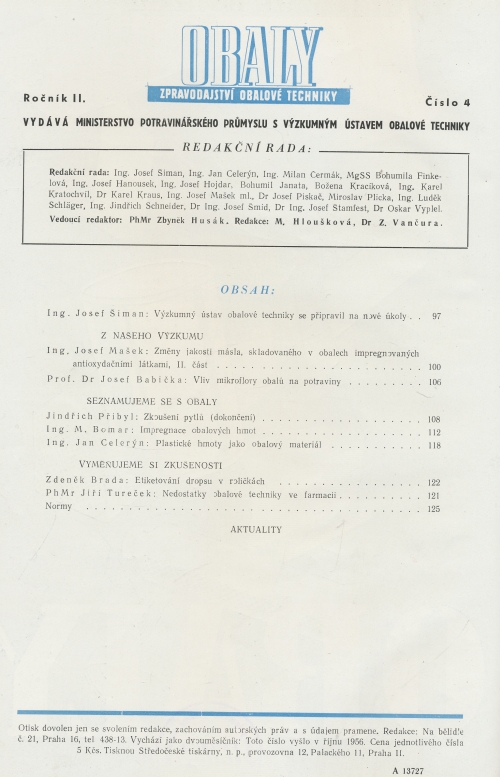 OBALY
ZPRAVODAJSTVÍ OBALOVÉ TECHNIKY
Ročník II.
Číslo 4
VYDÁVÁ MINISTERSTVO POTRAVINÁŘSKÉHO PRŮMYSLU S VÝZKUMNÝM ÚSTAVEM OBALOVÉ TECHNIKY
REDAKČNÍ RADA:
Redakční rada: Ing. Josef Šiman, Ing. Jan Celerýn, Ing. Milan Čermák, MgSS Bohumila Finke-
lová, Ing. Josef Hanousek, Ing. Josef Hojdar, Bohumil Janata, Božena Kracíková, Ing. Karel
Kratochvíl, Dr Karel Kraus, Ing. Josef Mašek ml., Dr Josef Piskač, Miroslav Plicka, Ing. Luděk
Schläger, Ing. Jindřich Schneider, Dr Ing. Josef Šmíd, Dr Ing. Josef Stamfest, Dr Oskar Vyplel.
Vedoucí redaktor: PhMr Zbyněk Husák. Redakce: M. Hloušková, Dr Z. Vančura.
OBSAH:
Ing. Josef Šiman: Výzkumný ústav obalové techniky se připravil na nové úkoly . . 97
Z NAŠEHO VÝZKUMU
Ing. Josef Mašek: Změny jakosti másla, skladovaného v obalech impregnovaných
antioxydačními látkami, II. část . . . . . . . . . . . . . . . . . . . . . 100
Prof. Dr Josef Babička: Vliv mikroflory obalů na potraviny . . . . . . . . 106
SEZNAMUJEME SE S OBALY
Jindřich Přibyl: Zkoušení pytlů (dokončení) . . . . . . . . . . . . . . . . 108
Ing. M. Bomar: Impregnace obalových hmot . . . . . . . . . . . . . . . . 112
Ing. Jan Celerýn: Plastické hmoty jako obalový materiál . . . . . . . . . 118
VYMĚŇUJEME SI ZKUŠENOSTI
Zdeněk Brada: Etiketování dropsu v roličkách . . . . . . . . . . . . . . 122
PhMr Jiří Tureček: Nedostatky obalové techniky ve farmacii . . . . . . . . 121
Normy . . . . . . . . . . . . . . . . . . . . . . . . . . . . . . . . . 125
AKTUALITY
Otisk dovolen jen se svolením redakce, zachováním autorských práv a s údajem pramene. Redakce: Na bělidle
č. 21, Praha 16, tel 438-13. Vychází jako dvouměsíčník: Toto číslo vyšlo v říjnu 1956. Cena jednotlivého čísla
5 Kčs. Tisknou Středočeské tiskárny, n. p., provozovna 12, Palackého 11, Praha II.
A 13727